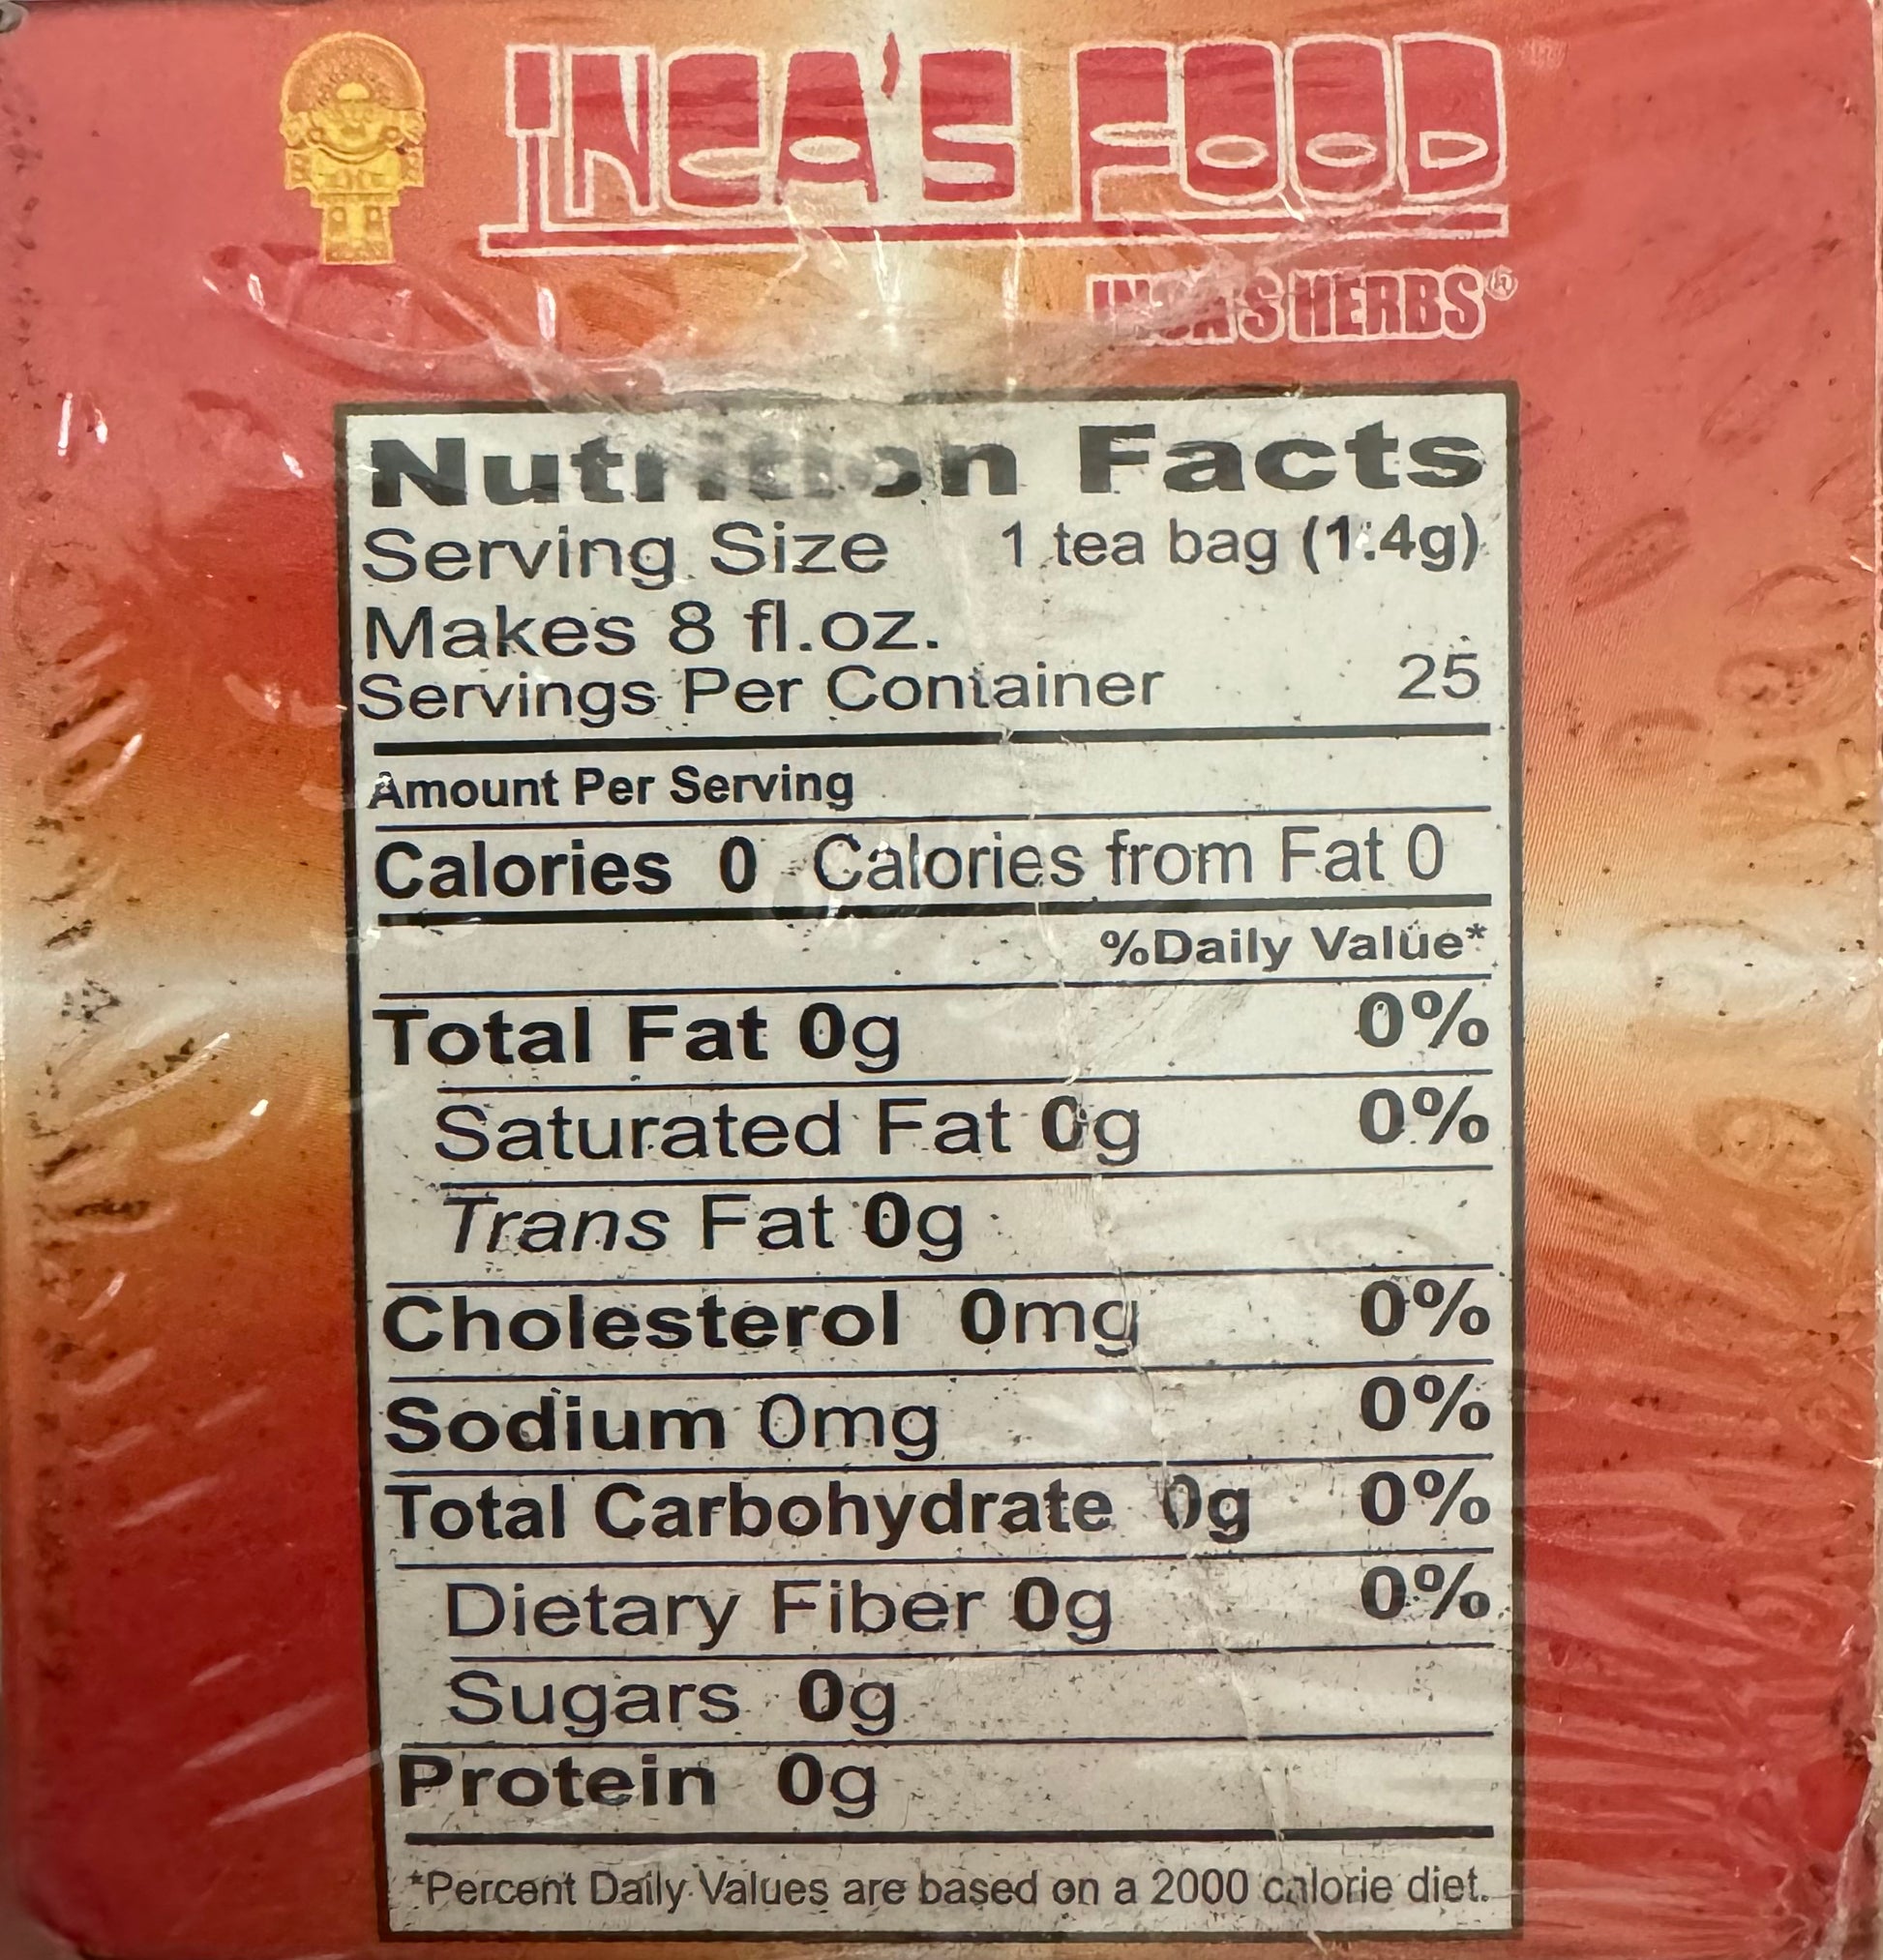 INCA'S FOOD
INCA'S HERBS®
Nutrition Facts
Serving Size 1 tea bag (1.4g)
Makes 8 fl.oz.
Servings Per Container 25
Amount Per Serving
Calories 0 Calories from Fat 0
%Daily Value*
Total Fat 0g 0%
Saturated Fat 0g 0%
Trans Fat 0g
Cholesterol 0mg 0%
Sodium 0mg 0%
Total Carbohydrate 0g 0%
Dietary Fiber 0g 0%
Sugars 0g
Protein 0g
*Percent Daily Values are based on a 2000 calorie diet.